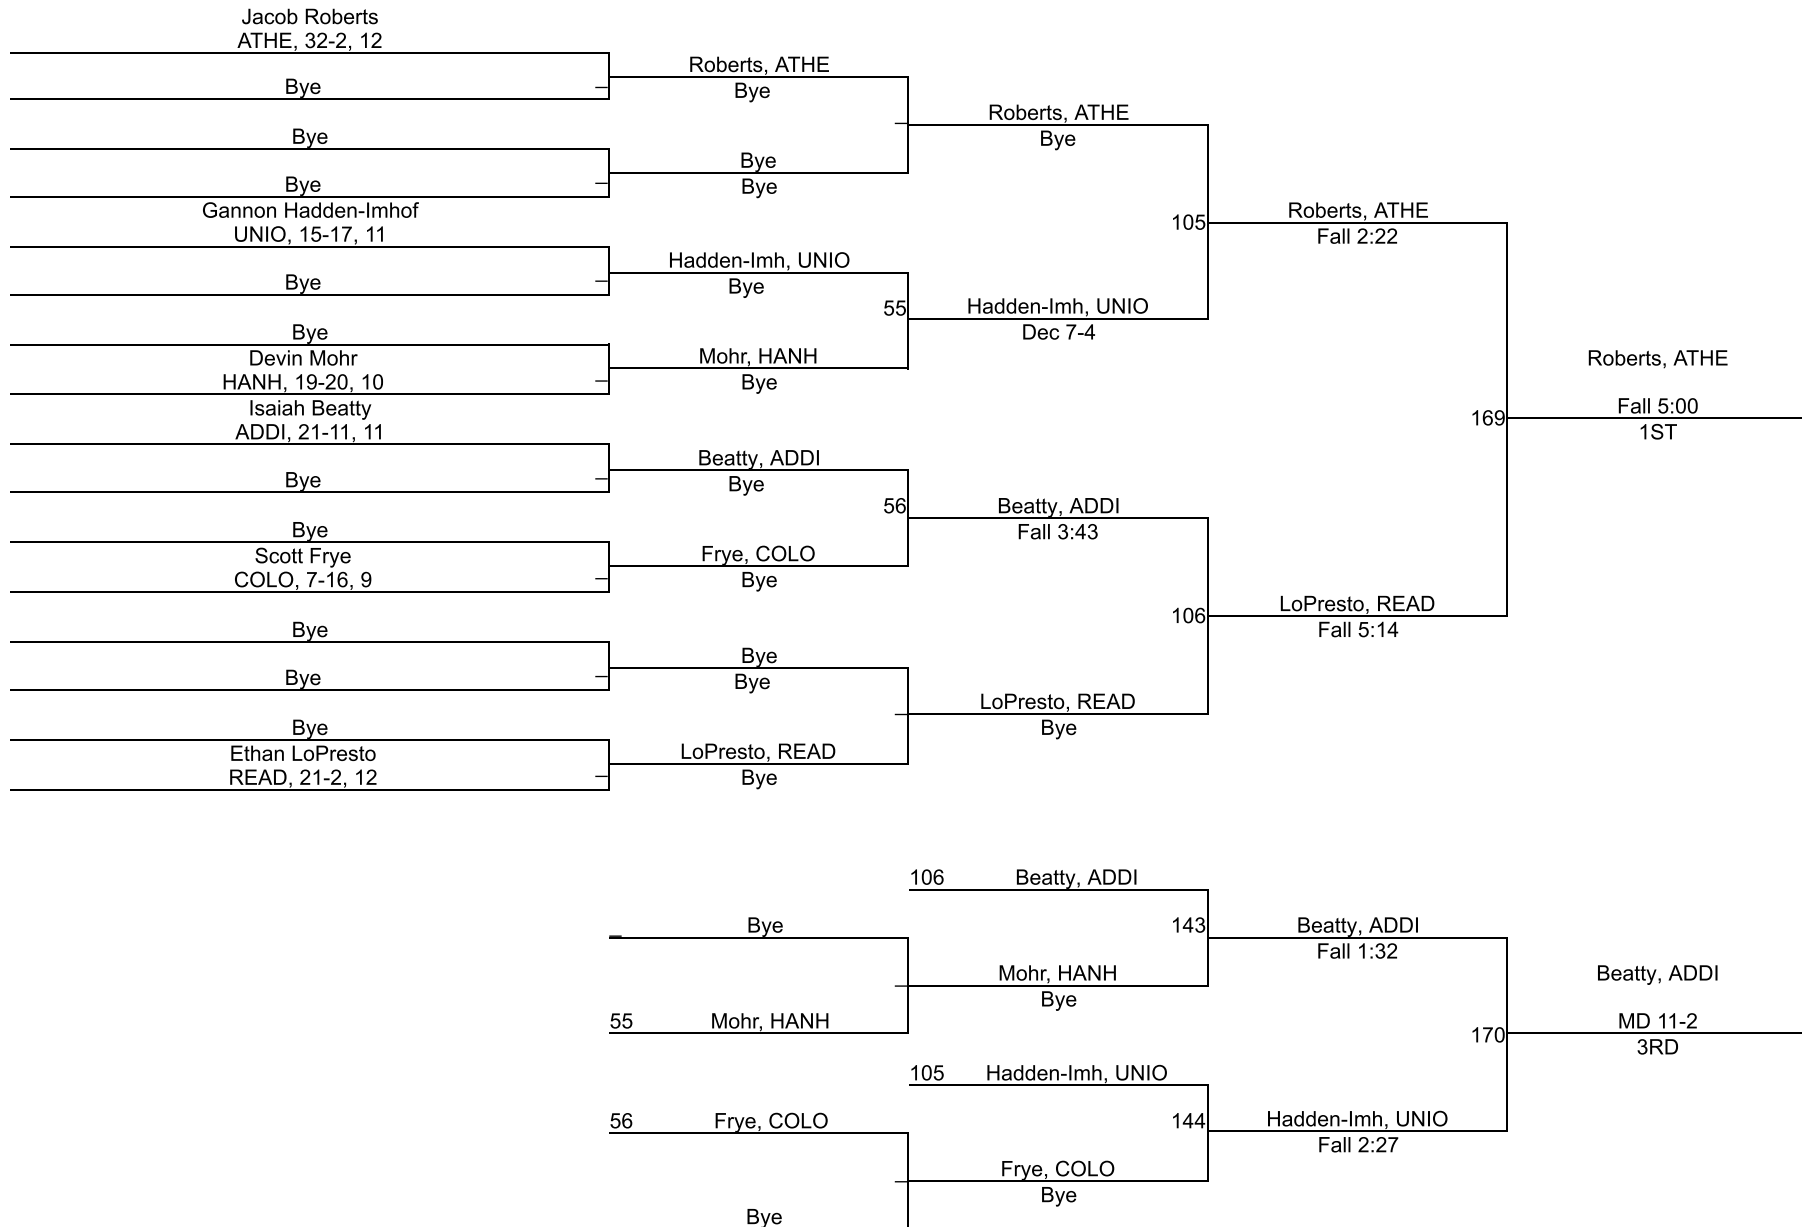 Jacob Roberts
ATHE, 32-2, 12
Bye
Bye
Bye
Gannon Hadden-Imhof
UNIO, 15-17, 11
Bye
Bye
Devin Mohr
HANH, 19-20, 10
Isaiah Beatty
ADDI, 21-11, 11
Bye
Bye
Scott Frye
COLO, 7-16, 9
Bye
Bye
Bye
Ethan LoPresto
READ, 21-2, 12
Roberts, ATHE
Bye
Bye
Bye
Hadden-Imh, UNIO
Bye
Mohr, HANH
Bye
Beatty, ADDI
Bye
Frye, COLO
Bye
Bye
Bye
LoPresto, READ
Bye
Roberts, ATHE
Bye
55
Hadden-Imh, UNIO
Dec 7-4
56
Beatty, ADDI
Fall 3:43
LoPresto, READ
Bye
105
Roberts, ATHE
Fall 2:22
106
LoPresto, READ
Fall 5:14
169
Roberts, ATHE
Fall 5:00
1ST
Bye
55 Mohr, HANH
56 Frye, COLO
Bye
106 Beatty, ADDI
Mohr, HANH
Bye
105 Hadden-Imh, UNIO
Frye, COLO
Bye
143
Beatty, ADDI
Fall 1:32
144
Hadden-Imh, UNIO
Fall 2:27
170
Beatty, ADDI
MD 11-2
3RD